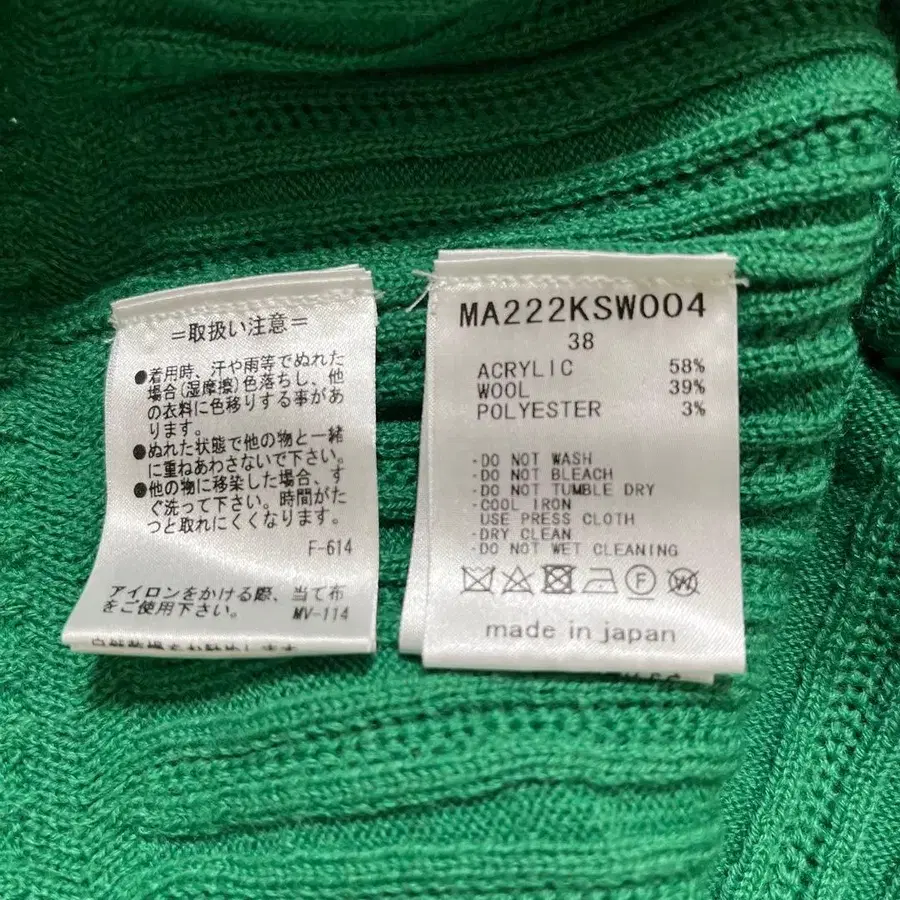 =取扱い注意=
●着用時、汗や雨等でぬれた
場合(湿摩擦)色落ちし、他
の衣料に色移りする事があ
ります。
●ぬれた状態で他の物と一緒
に重ねあわさないで下さい。
●他の物に移染した場合、す
ぐ洗って下さい。時間がた
つと取れにくくなります。
F-614
アイロンをかける際、当て布
をご使用下さい。 MV-114
MA222KSW004
38
ACRYLIC 58%
WOOL 39%
POLYESTER 3%
-DO NOT WASH
-DO NOT BLEACH
-DO NOT TUMBLE DRY
-COOL IRON
USE PRESS CLOTH
-DRY CLEAN
-DO NOT WET CLEANING
F W
made in japan